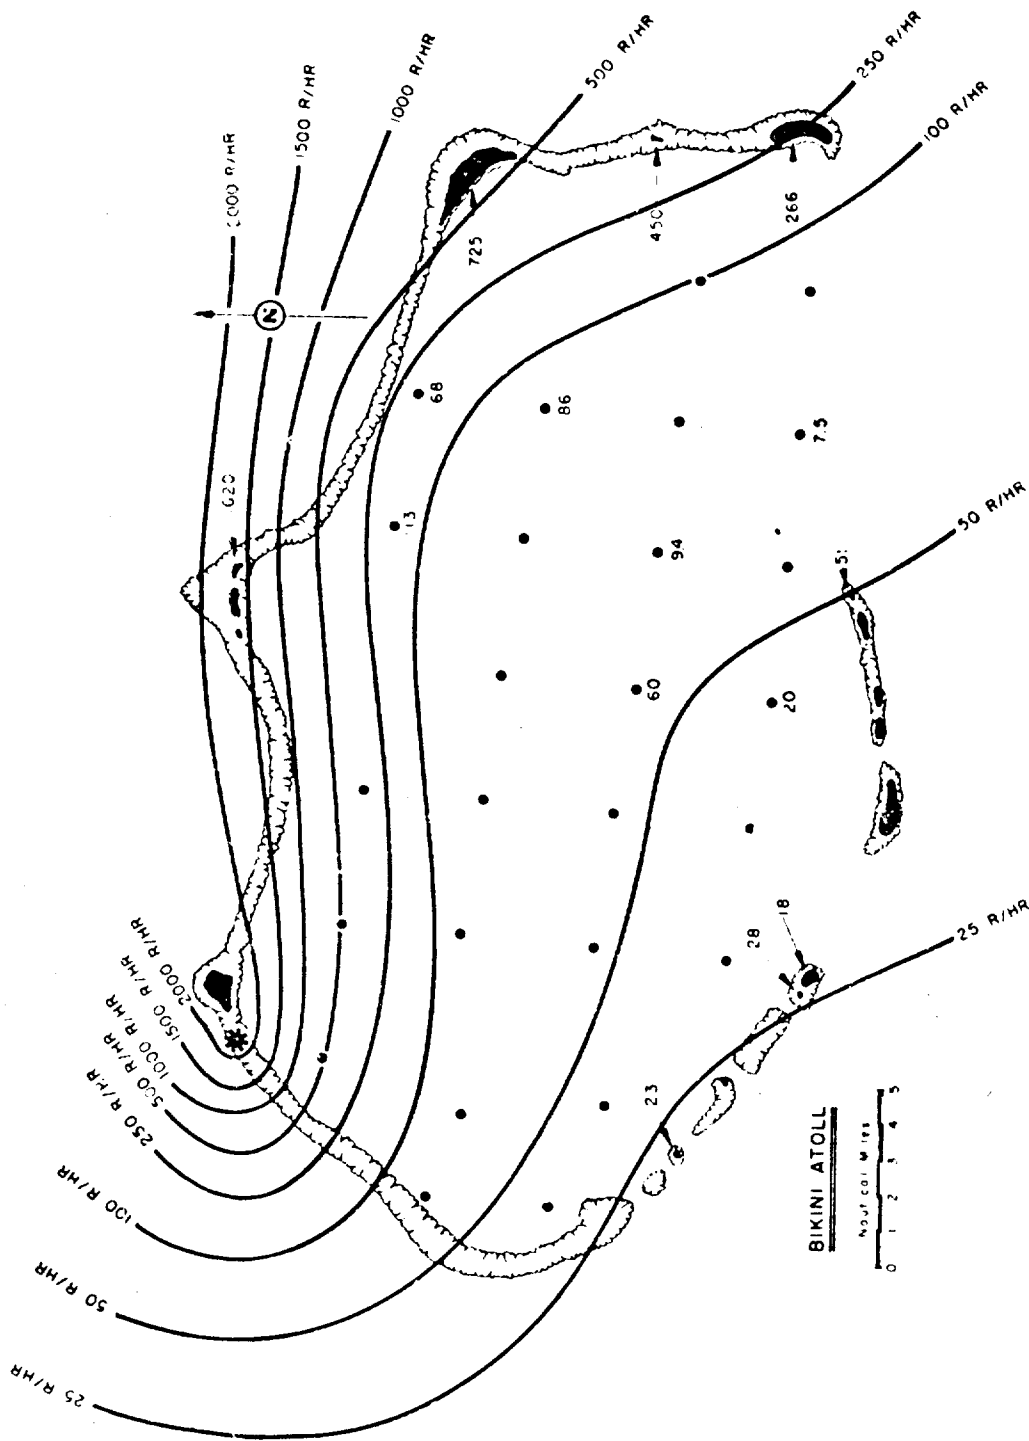 2000 R/HR
1500 R/HR
1000 R/HR
500 R/HR
250 R/HR
100 R/HR
50 R/HR
25 R/HR
2000 R/HR
1500 R/HR
1000 R/HR
500 R/HR
250 R/HR
100 R/HR
50 R/HR
25 R/HR
N
725
450
266
68
86
7.5
94
60
20
28
18
23
BIKINI ATOLL
Nautical Miles
0 1 2 3 4 5